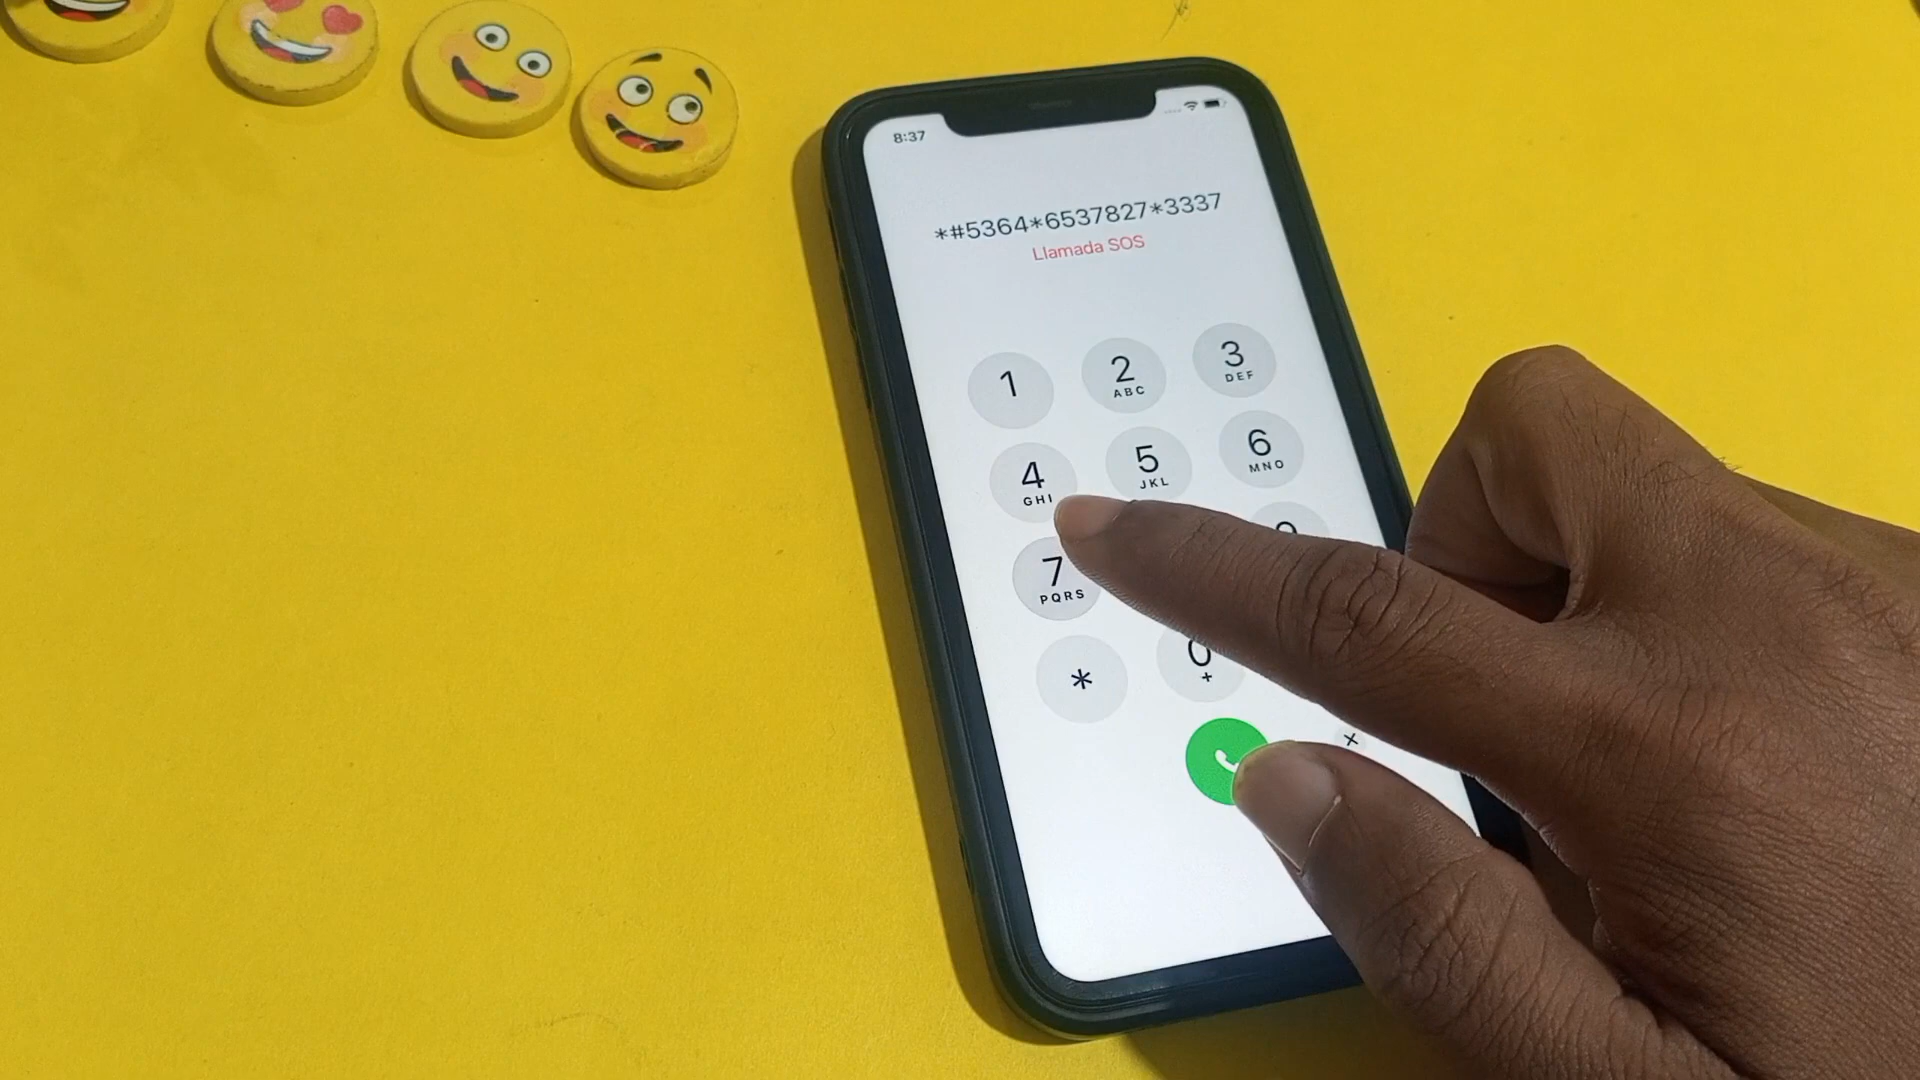 8:37
*#5364*6537827*3337
Llamada SOS
1
2
ABC
3
DEF
4
GHI
5
JKL
6
MNO
7
PQRS
*
0
+